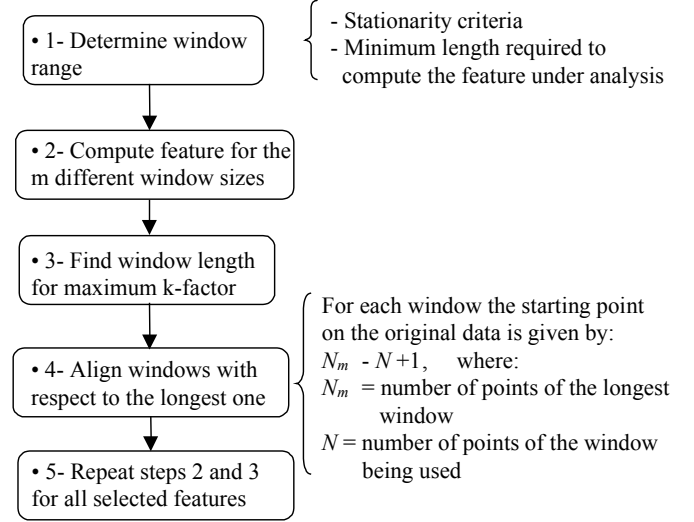 • 1- Determine window
range
- Stationarity criteria
- Minimum length required to
compute the feature under analysis
• 2- Compute feature for the
m different window sizes
• 3- Find window length
for maximum k-factor
• 4- Align windows with
respect to the longest one
For each window the starting point
on the original data is given by:
Nₘ - N +1, where:
Nₘ = number of points of the longest
window
N = number of points of the window
being used
• 5- Repeat steps 2 and 3
for all selected features